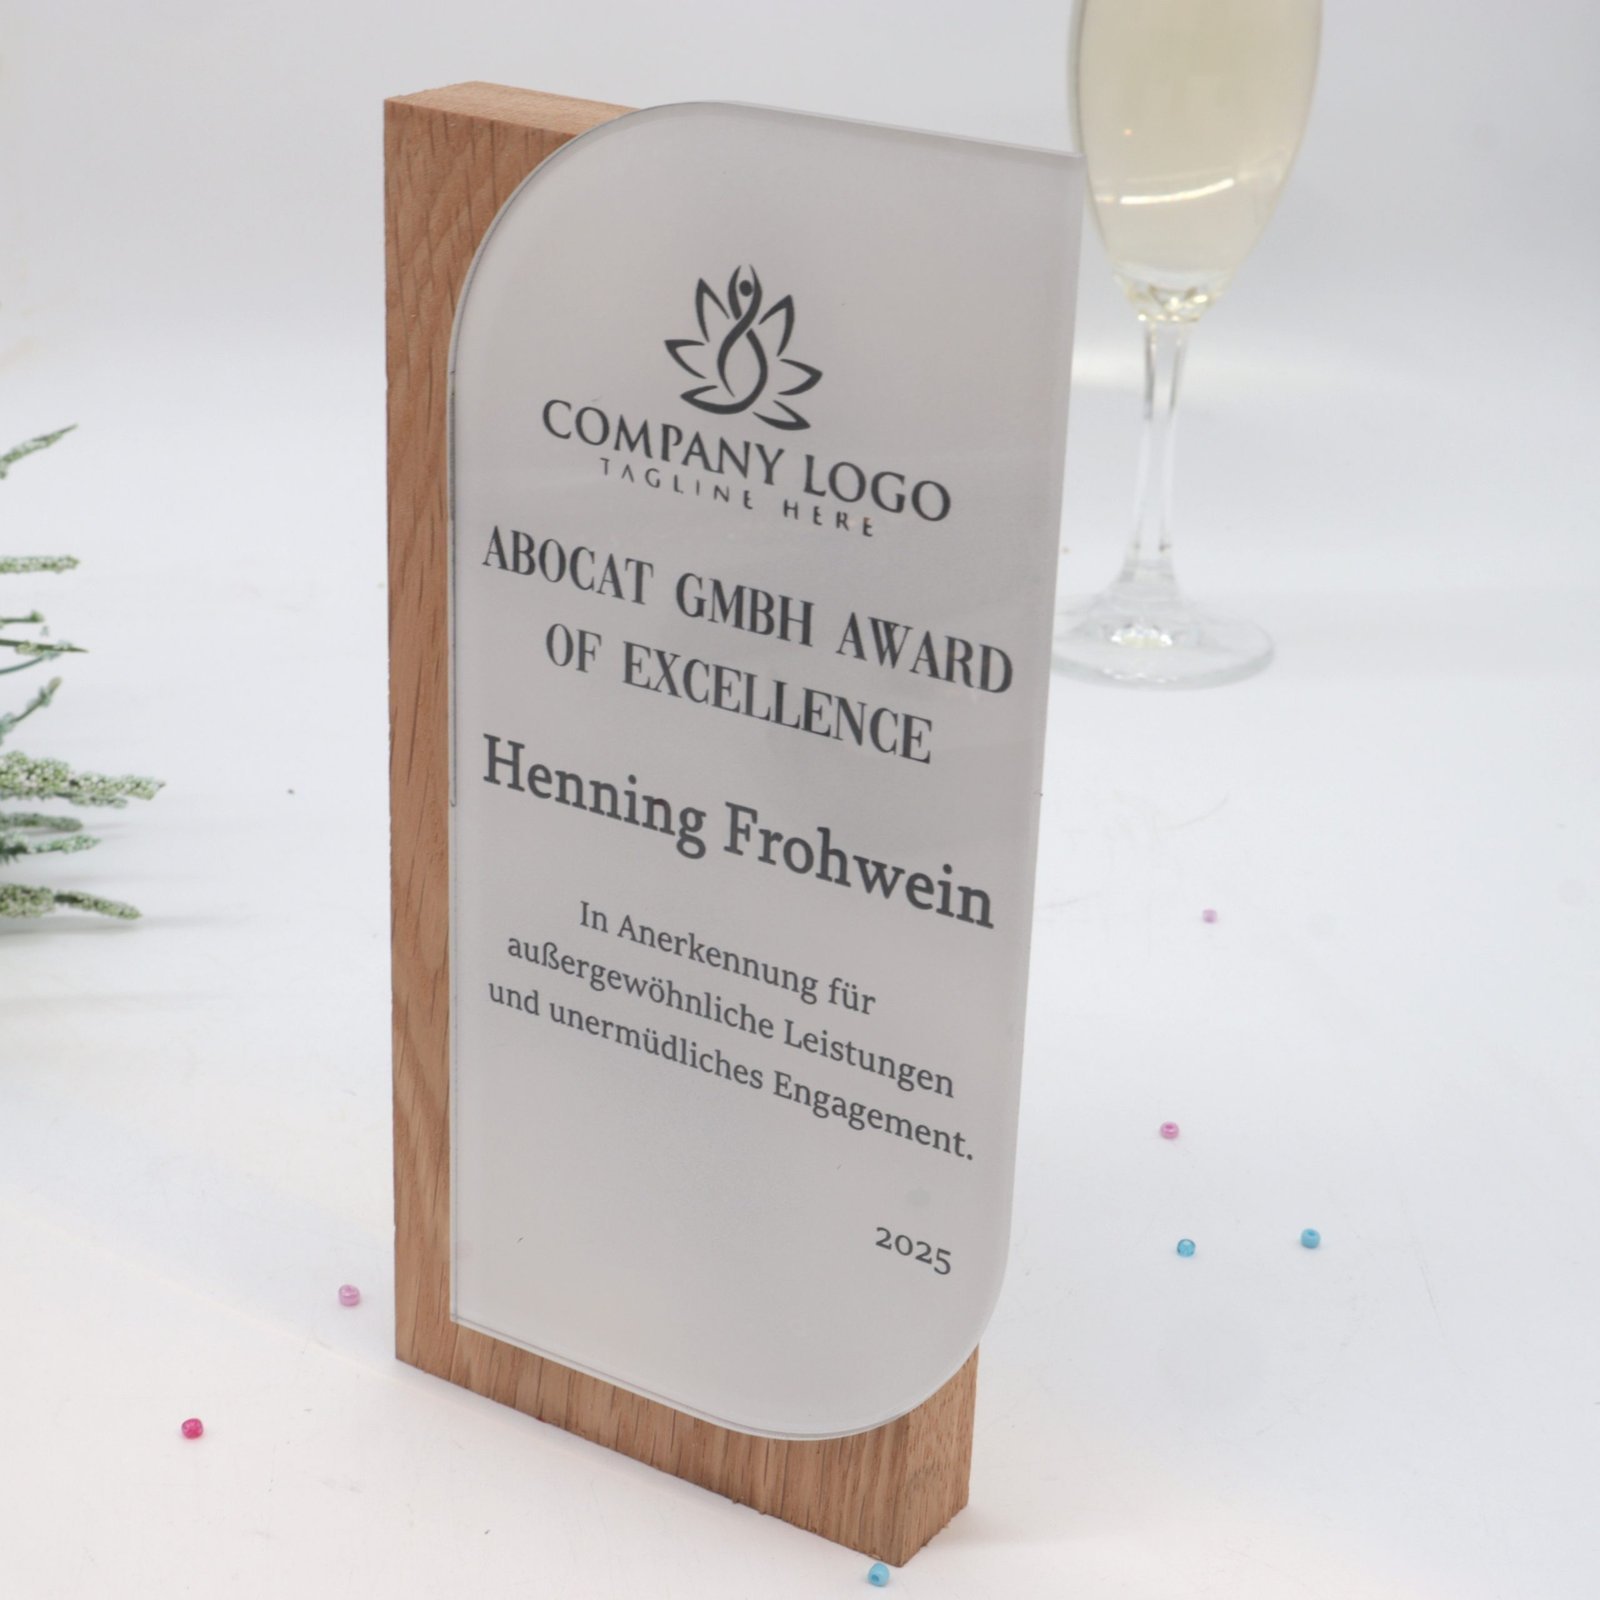 COMPANY LOGO
TAGLINE HERE
ABOCAT GMBH AWARD
OF EXCELLENCE
Henning Frohwein
In Anerkennung für
außergewöhnliche Leistungen
und unermüdliches Engagement.
2025